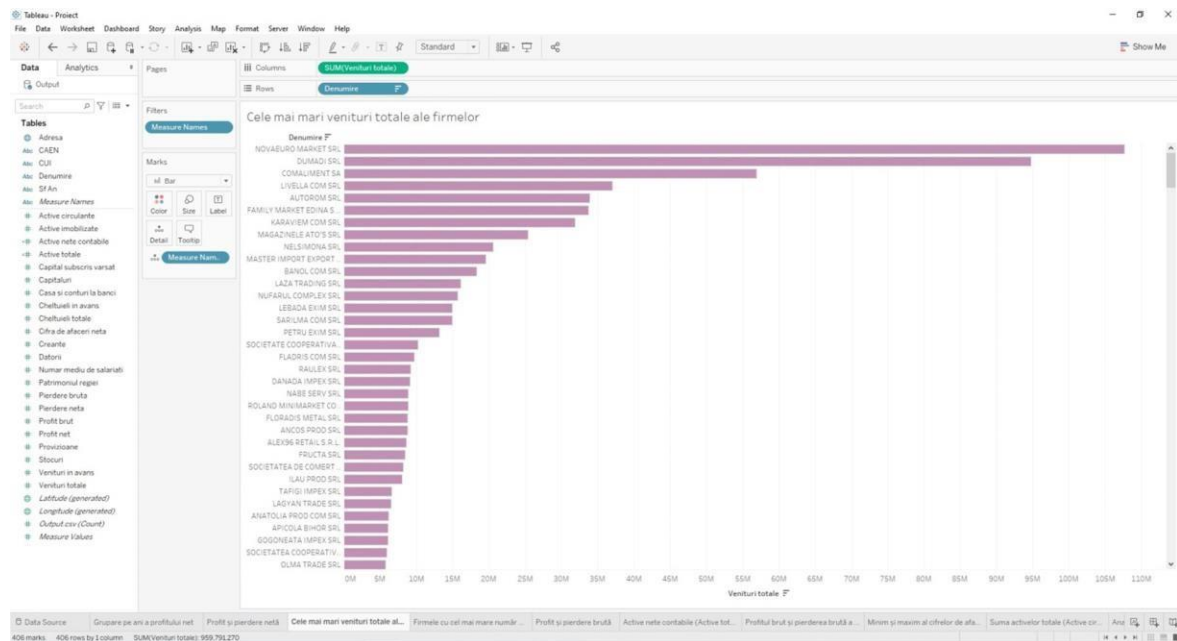 Tableau - Proiect
File Data Worksheet Dashboard Story Analysis Map Format Server Window Help
Standard
Show Me
Data Analytics
Output
Search
Tables
Adresa
Abc CAEN
Abc CUI
Abc Denumire
Abc Sf An
Abc Measure Names
Active circulante
Active imobilizate
Active nete contabile
Active totale
Capital subscris varsat
Capitaluri
Casa si conturi la banci
Cheltuieli in avans
Cheltuieli totale
Cifra de afaceri neta
Creante
Datorii
Numar mediu de salariati
Patrimoniul regiei
Pierdere bruta
Pierdere neta
Profit brut
Profit net
Provizioane
Stocuri
Venituri in avans
Venituri totale
Latitude (generated)
Longitude (generated)
Output.csv (Count)
Measure Values
Pages
Filters
Measure Names
Marks
Bar
Color Size Label
Detail Tooltip
Measure Nam..
Columns SUM(Venituri totale)
Rows Denumire
Cele mai mari venituri totale ale firmelor
Denumire
NOVAEURO MARKET SRL
DUMADI SRL
COMALIMENT SA
LIVELLA COM SRL
AUTOROM SRL
FAMILY MARKET EDINA S..
KARAVIEM COM SRL
MAGAZINELE ATO'S SRL
NELSIMONA SRL
MASTER IMPORT EXPORT..
BANOL COM SRL
LAZA TRADING SRL
NUFARUL COMPLEX SRL
LEBADA EXIM SRL
SARILMA COM SRL
PETRU EXIM SRL
SOCIETATE COOPERATIVA..
FLADRIS COM SRL
RAULEX SRL
DANADA IMPEX SRL
NABE SERV SRL
ROLAND MINIMARKET CO..
FLORADIS METAL SRL
ANCOS PROD SRL
ALEX96 RETAIL S.R.L.
FRUCTA SRL
SOCIETATEA DE COMERT ..
ILAU PROD SRL
TAFIGI IMPEX SRL
LAGYAN TRADE SRL
ANATOLIA PROD COM SRL
APICOLA BIHOR SRL
GOGONEATA IMPEX SRL
SOCIETATEA COOPERATIV..
OLMA TRADE SRL
0M 5M 10M 15M 20M 25M 30M 35M 40M 45M 50M 55M 60M 65M 70M 75M 80M 85M 90M 95M 100M 105M 110M
Venituri totale
Data Source Grupare pe ani a profitului net Profit și pierdere netă Cele mai mari venituri totale al... Firmele cu cel mai mare număr ... Profit și pierdere brută Active nete contabile (Active tot... Profitul brut și pierderea brută a ... Minim și maxim al cifrelor de afa... Suma activelor totale (Active cir...
406 marks 406 rows by 1 column SUM(Venituri totale): 959.791.270